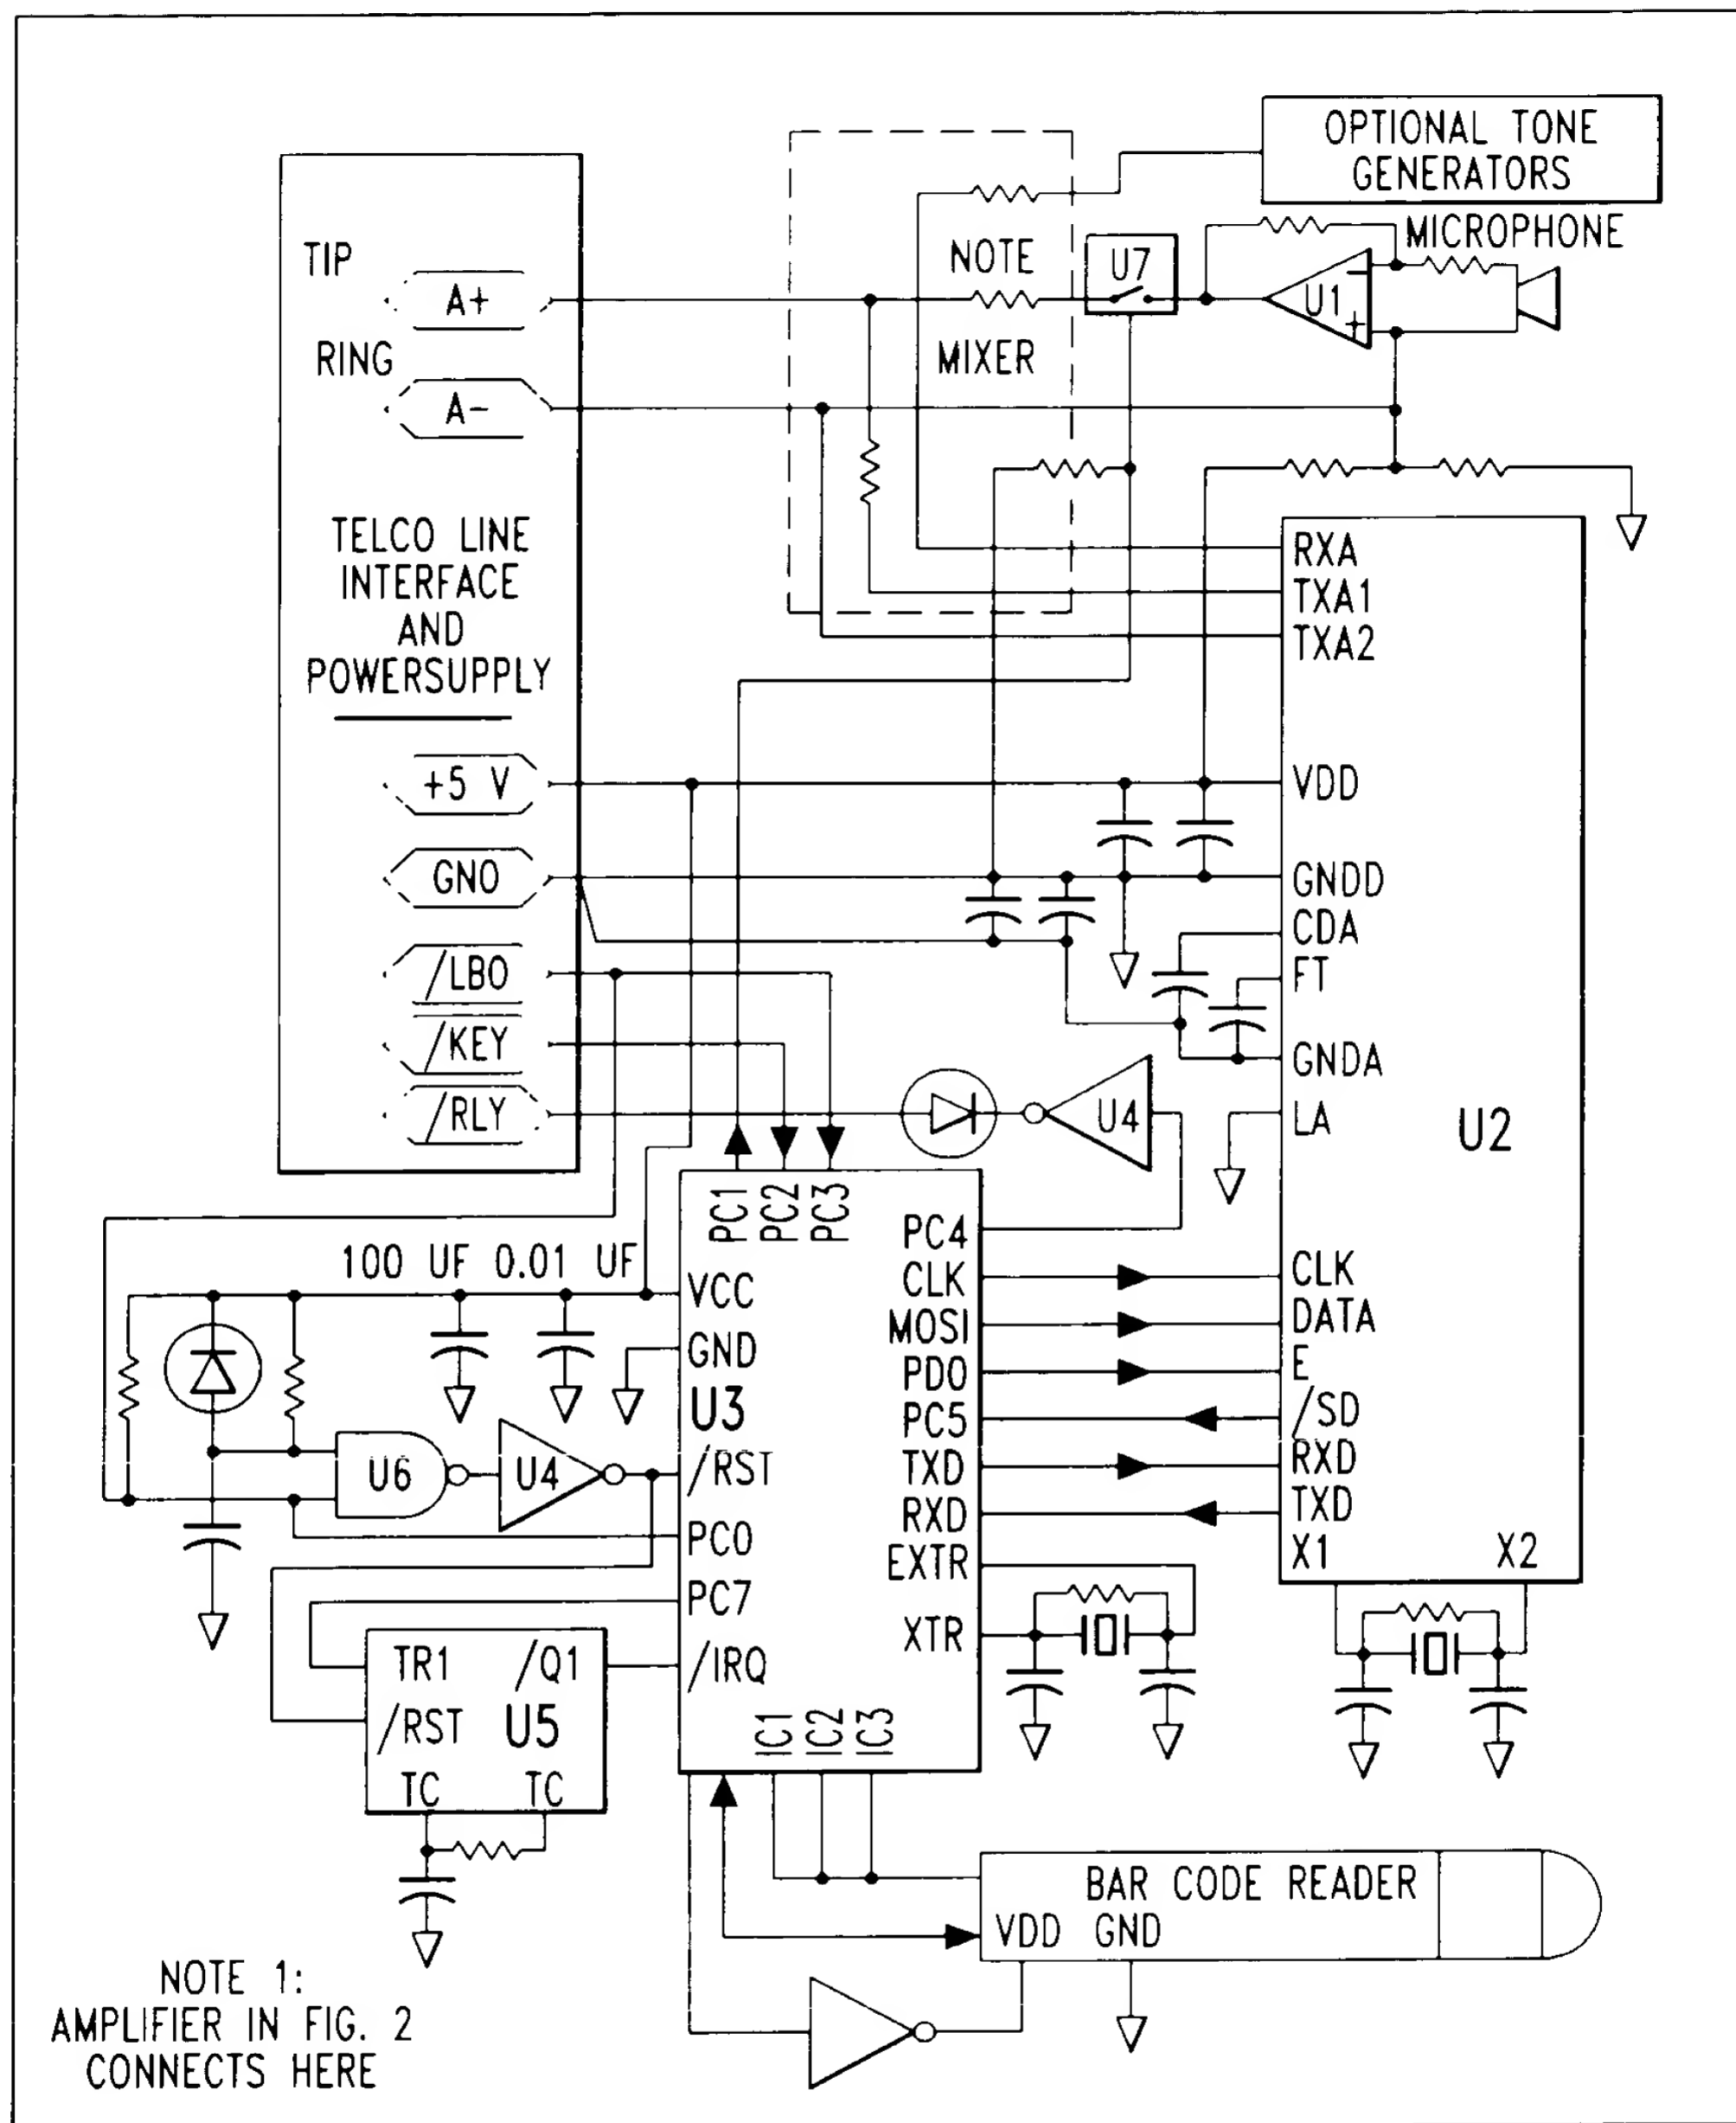 OPTIONAL TONE
GENERATORS
MICROPHONE
TIP
A+
NOTE
U7
U1
RING
A-
MIXER
TELCO LINE
INTERFACE
AND
POWERSUPPLY
RXA
TXA1
TXA2
+5 V
VDD
GNO
GNDD
CDA
/LBO
FT
/KEY
GNDA
/RLY
U4
LA
U2
PC1
PC2
PC3
PC4
100 UF 0.01 UF
VCC
CLK
CLK
MOSI
DATA
GND
PD0
E
U3
PC5
/SD
U6
U4
/RST
TXD
RXD
RXD
TXD
PC0
EXTR
X1
X2
PC7
XTR
TR1
/Q1
/IRQ
/RST
U5
IC1
IC2
IC3
TC
TC
BAR CODE READER
VDD GND
NOTE 1:
AMPLIFIER IN FIG. 2
CONNECTS HERE